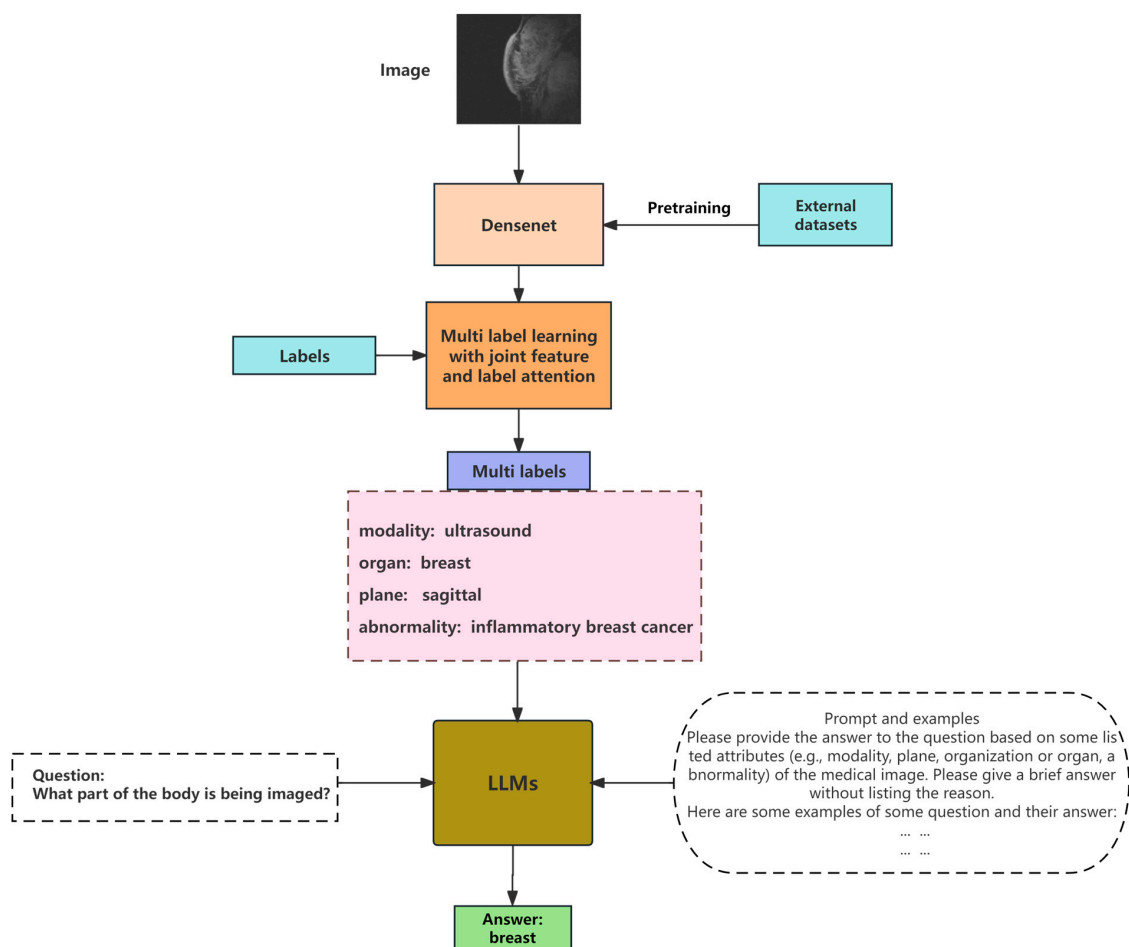 Image
Densenet
Pretraining
External
datasets
Labels
Multi label learning
with joint feature
and label attention
Multi labels
modality: ultrasound
organ: breast
plane: sagittal
abnormality: inflammatory breast cancer
Question:
What part of the body is being imaged?
LLMs
Prompt and examples
Please provide the answer to the question based on some lis
ted attributes (e.g., modality, plane, organization or organ, a
bnormality) of the medical image. Please give a brief answer
without listing the reason.
Here are some examples of some question and their answer:
... ...
... ...
Answer:
breast